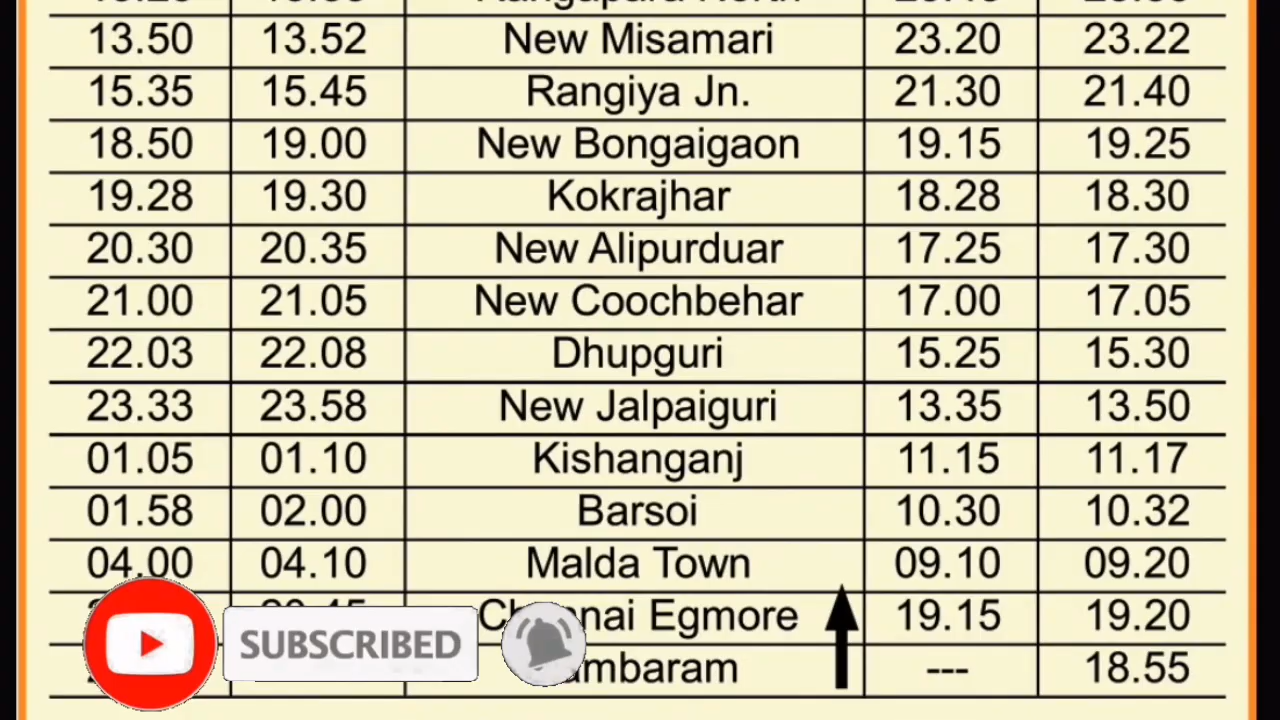 13.50 13.52 New Misamari 23.20 23.22
15.35 15.45 Rangiya Jn. 21.30 21.40
18.50 19.00 New Bongaigaon 19.15 19.25
19.28 19.30 Kokrajhar 18.28 18.30
20.30 20.35 New Alipurduar 17.25 17.30
21.00 21.05 New Coochbehar 17.00 17.05
22.03 22.08 Dhupguri 15.25 15.30
23.33 23.58 New Jalpaiguri 13.35 13.50
01.05 01.10 Kishanganj 11.15 11.17
01.58 02.00 Barsoi 10.30 10.32
04.00 04.10 Malda Town 09.10 09.20
Egmore 19.15 19.20
SUBSCRIBED
--- 18.55